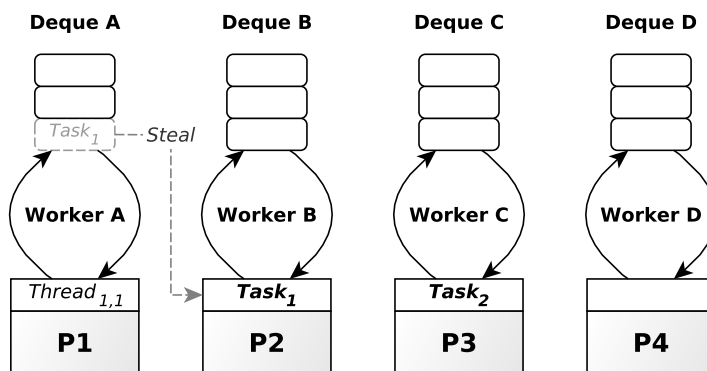 Deque A Deque B Deque C Deque D
Task1 Steal
Worker A Worker B Worker C Worker D
Thread1,1 Task1 Task2
P1 P2 P3 P4